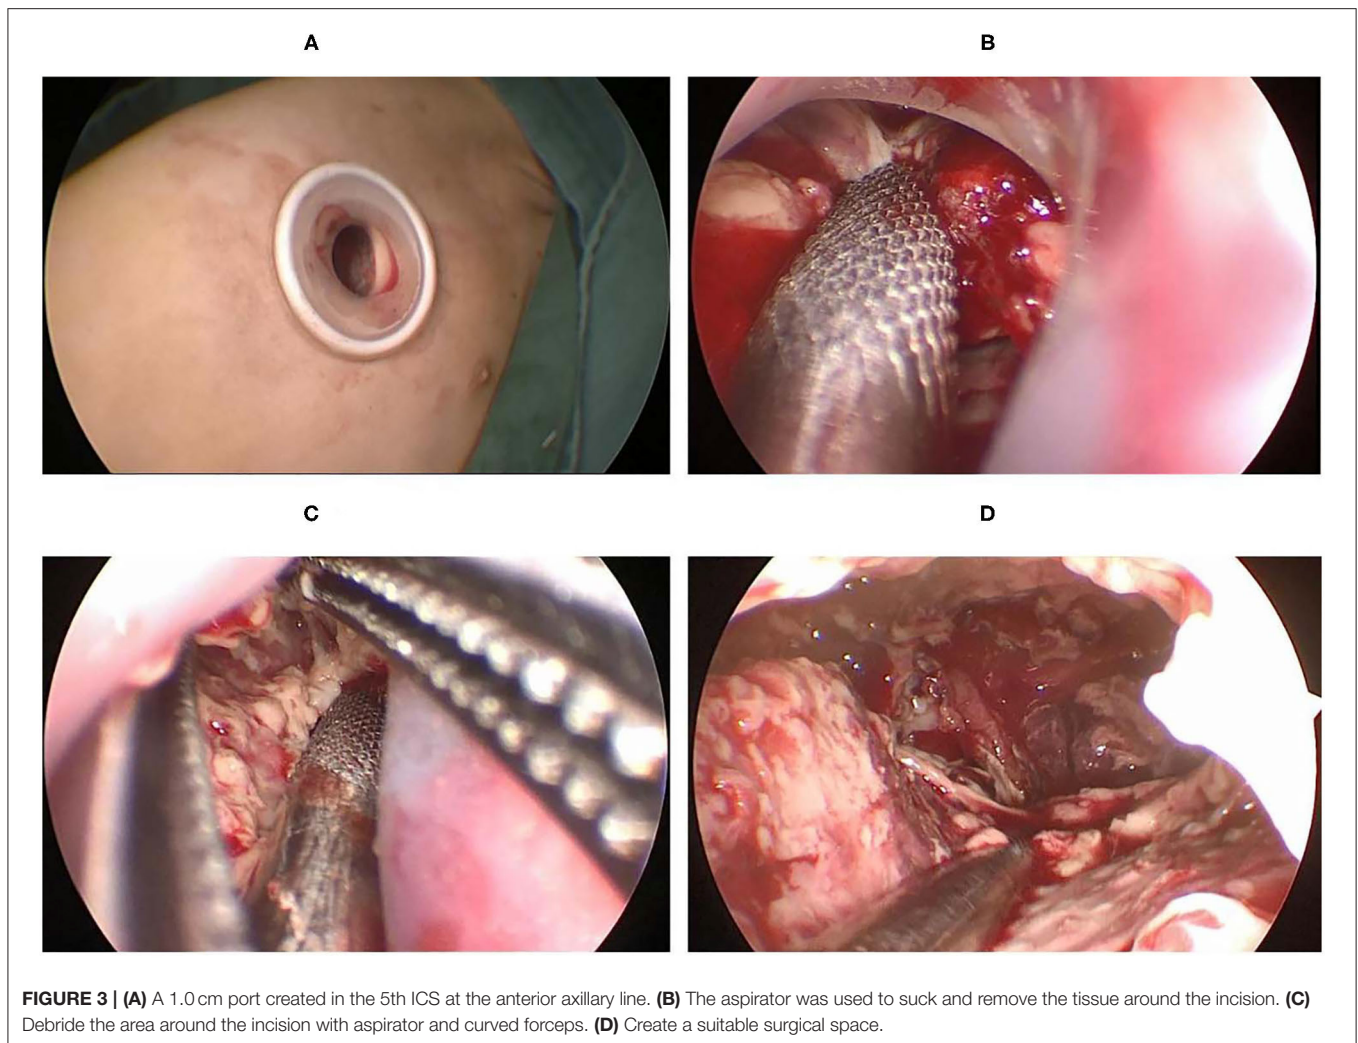 A
B
C
D
FIGURE 3 | (A) A 1.0 cm port created in the 5th ICS at the anterior axillary line. (B) The aspirator was used to suck and remove the tissue around the incision. (C)
Debride the area around the incision with aspirator and curved forceps. (D) Create a suitable surgical space.